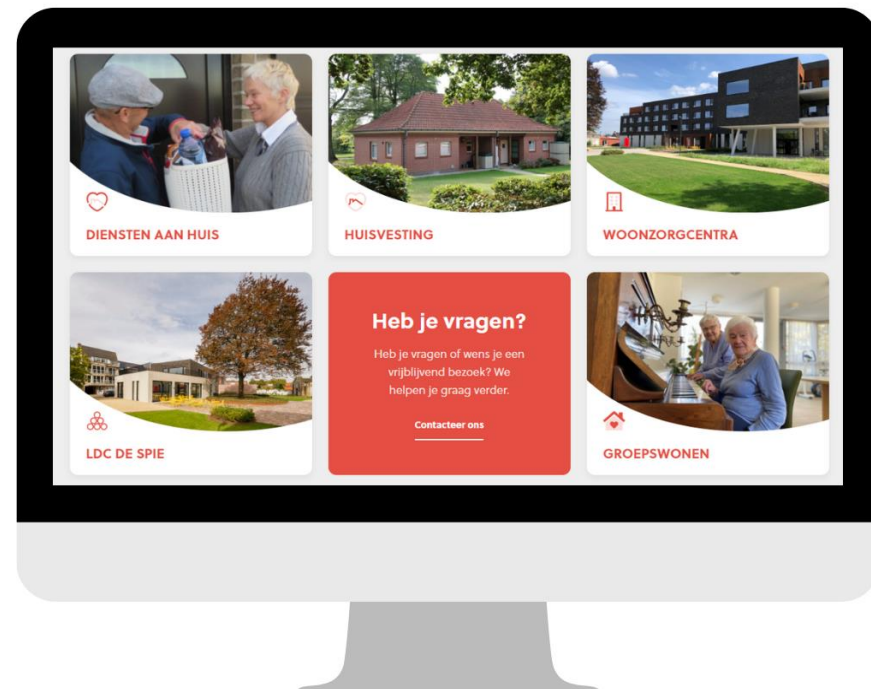 DIENSTEN AAN HUIS
HUISVESTING
WOONZORGCENTRA
LDC DE SPIE
Heb je vragen?
Heb je vragen of wens je een
vrijblijvend bezoek? We
helpen je graag verder.
Contacteer ons
GROEPSWONEN